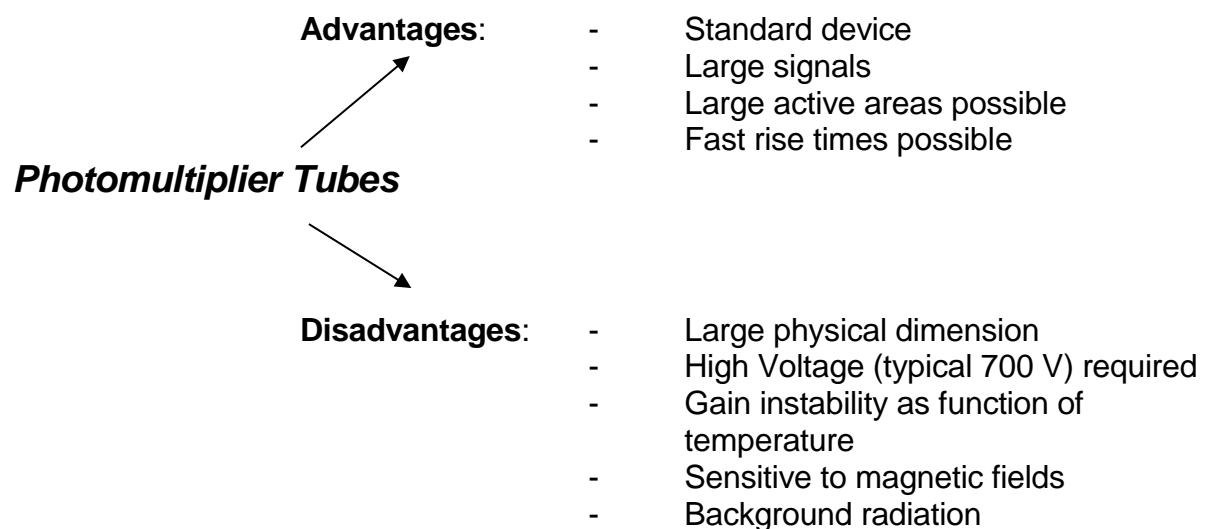 Advantages: - Standard device
- Large signals
- Large active areas possible
- Fast rise times possible
Photomultiplier Tubes
Disadvantages: - Large physical dimension
- High Voltage (typical 700 V) required
- Gain instability as function of
temperature
- Sensitive to magnetic fields
- Background radiation